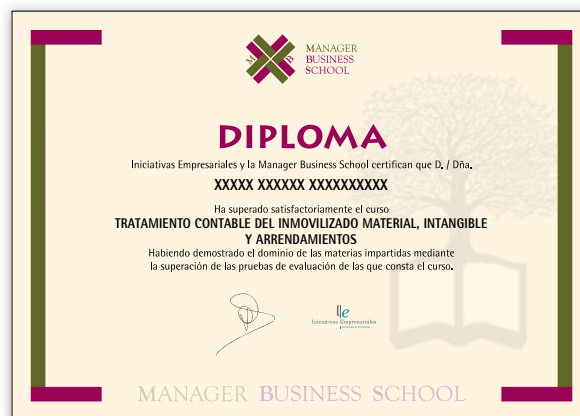 M B
MANAGER
BUSINESS
SCHOOL
DIPLOMA
Iniciativas Empresariales y la Manager Business School certifican que D. / Dña.
XXXXX XXXXXX XXXXXXXXXX
Ha superado satisfactoriamente el curso
TRATAMIENTO CONTABLE DEL INMOVILIZADO MATERIAL, INTANGIBLE
Y ARRENDAMIENTOS
Habiendo demostrado el dominio de las materias impartidas mediante
la superación de las pruebas de evaluación de las que consta el curso.
Iniciativas Empresariales
MANAGER BUSINESS SCHOOL